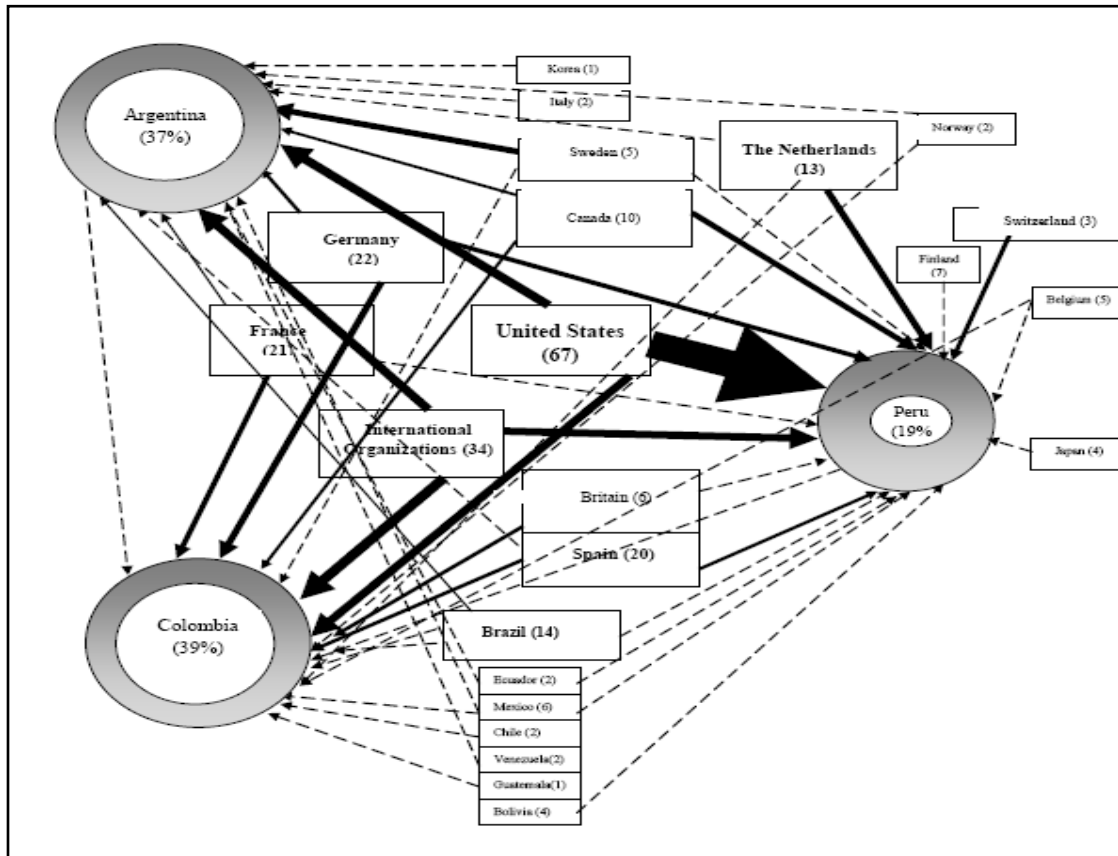 Korea (1)
Argentina
(37%)
Italy (2)
Norway (2)
Sweden (5)
The Netherlands
(13)
Canada (10)
Switzerland (3)
Germany
(22)
Finland
(7)
Belgium (5)
France
(21)
United States
(67)
Peru
(19%
International
Organizations (34)
Japan (4)
Britain (6)
Spain (20)
Colombia
(39%)
Brazil (14)
Ecuador (2)
Mexico (6)
Chile (2)
Venezuela(2)
Guatemala(1)
Bolivia (4)